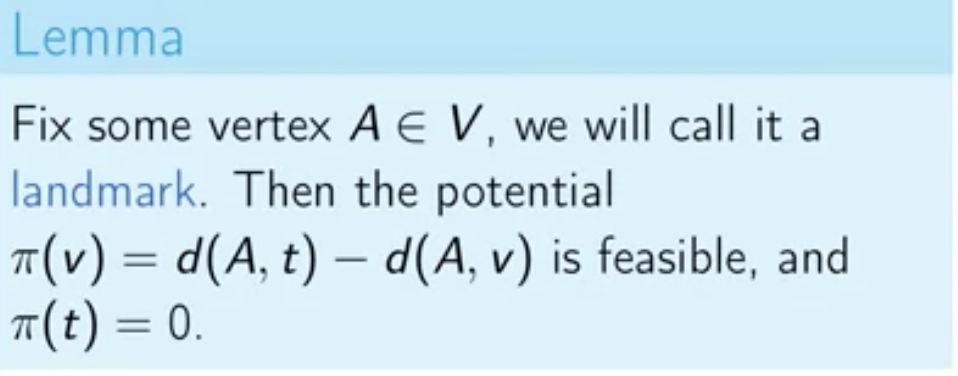 Lemma
Fix some vertex A ∈ V, we will call it a
landmark. Then the potential
π(v) = d(A, t) − d(A, v) is feasible, and
π(t) = 0.